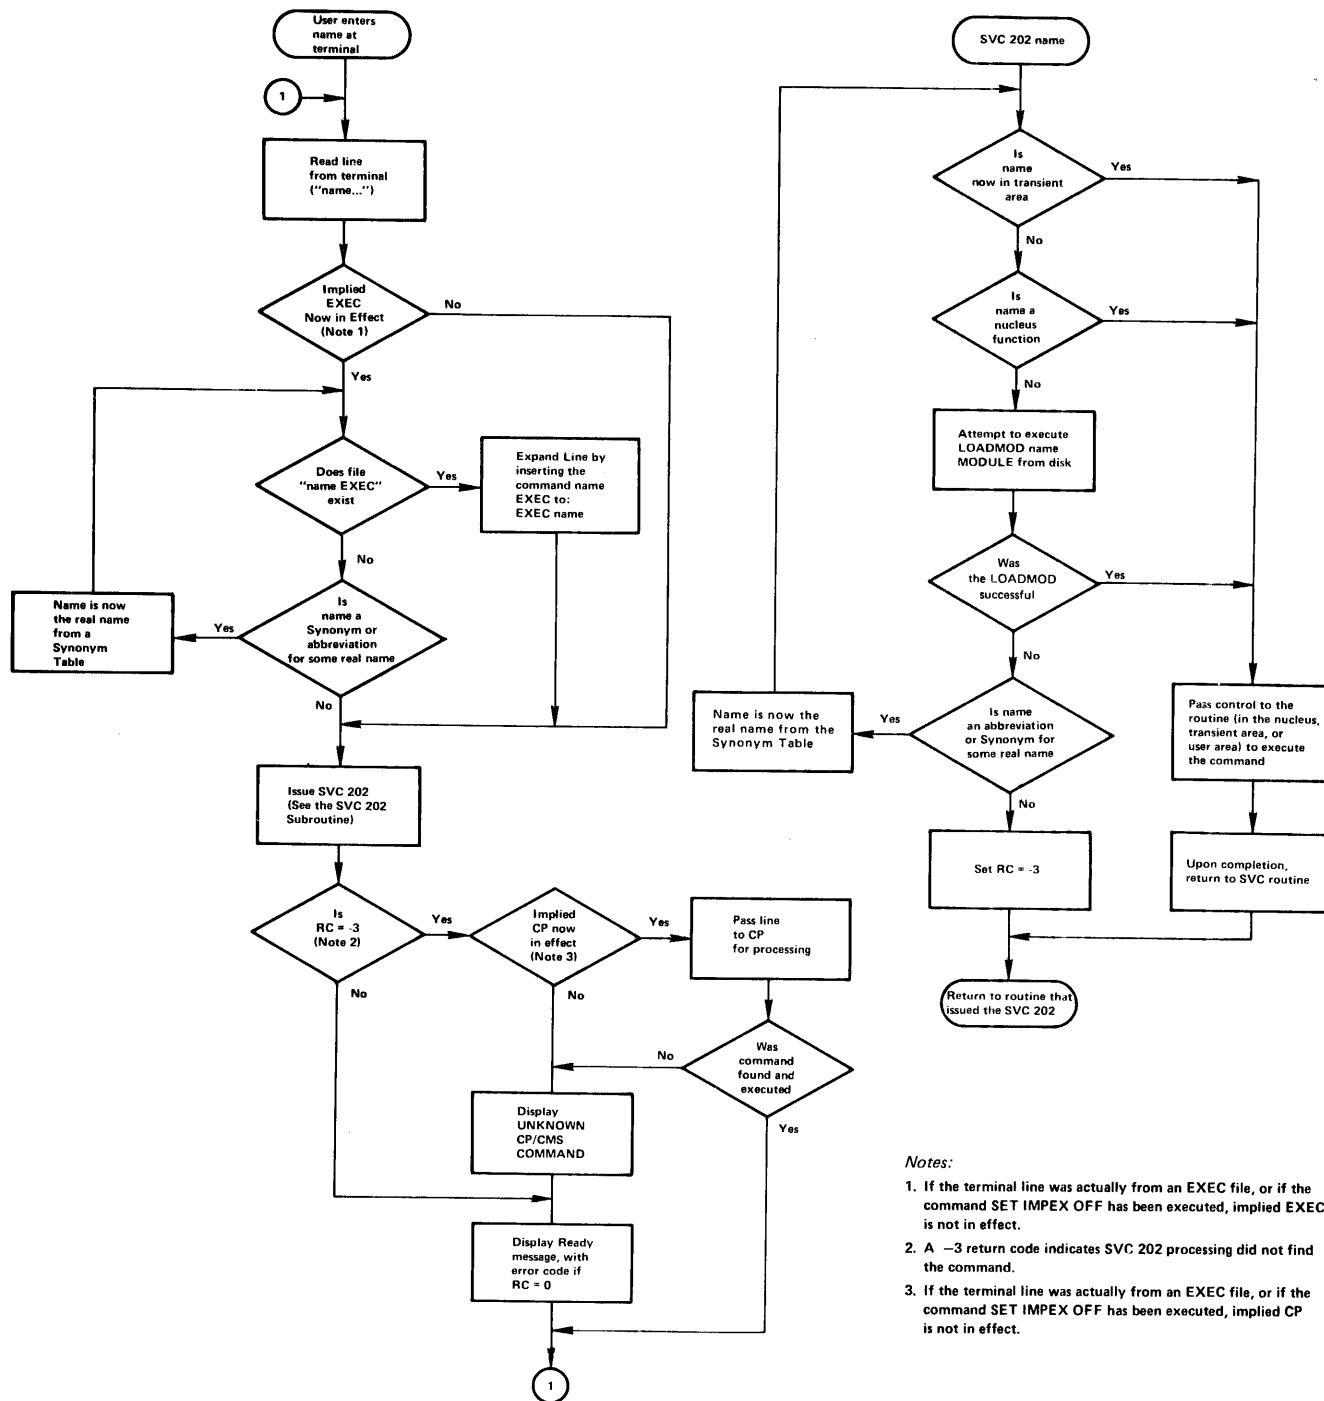 User enters
name at
terminal
1
Read line
from terminal
("name...")
Implied
EXEC
Now in Effect
(Note 1)
No
Yes
Does file
"name EXEC"
exist
Yes
Expand Line by
inserting the
command name
EXEC to:
EXEC name
No
Is
name a
Synonym or
abbreviation
for some real name
Yes
Name is now
the real name
from a
Synonym
Table
No
Issue SVC 202
(See the SVC 202
Subroutine)
Is
RC = -3
(Note 2)
Yes
No
Implied
CP now
in effect
(Note 3)
Yes
No
Pass line
to CP
for processing
Was
command
found and
executed
No
Yes
Display
UNKNOWN
CP/CMS
COMMAND
Display Ready
message, with
error code if
RC = 0
1
SVC 202 name
Is
name
now in transient
area
Yes
No
Is
name a
nucleus
function
Yes
No
Attempt to execute
LOADMOD name
MODULE from disk
Was
the LOADMOD
successful
Yes
No
Is name
an abbreviation
or Synonym for
some real name
Yes
Name is now the
real name from the
Synonym Table
No
Set RC = -3
Pass control to the
routine (in the nucleus,
transient area, or
user area) to execute
the command
Upon completion,
return to SVC routine
Return to routine that
issued the SVC 202
Notes:
1. If the terminal line was actually from an EXEC file, or if the
command SET IMPEX OFF has been executed, implied EXEC
is not in effect.
2. A −3 return code indicates SVC 202 processing did not find
the command.
3. If the terminal line was actually from an EXEC file, or if the
command SET IMPEX OFF has been executed, implied CP
is not in effect.